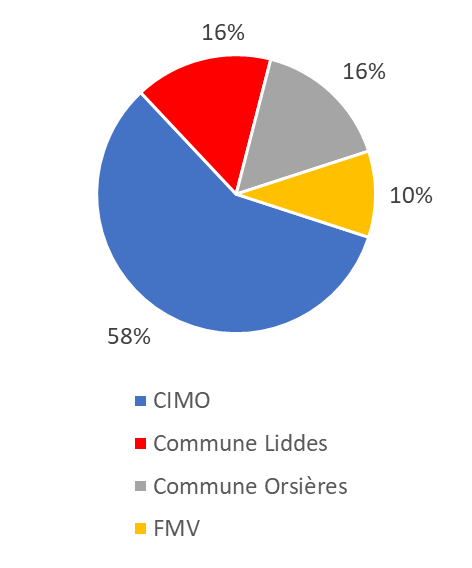 16%
16%
10%
58%
CIMO
Commune Liddes
Commune Orsières
FMV